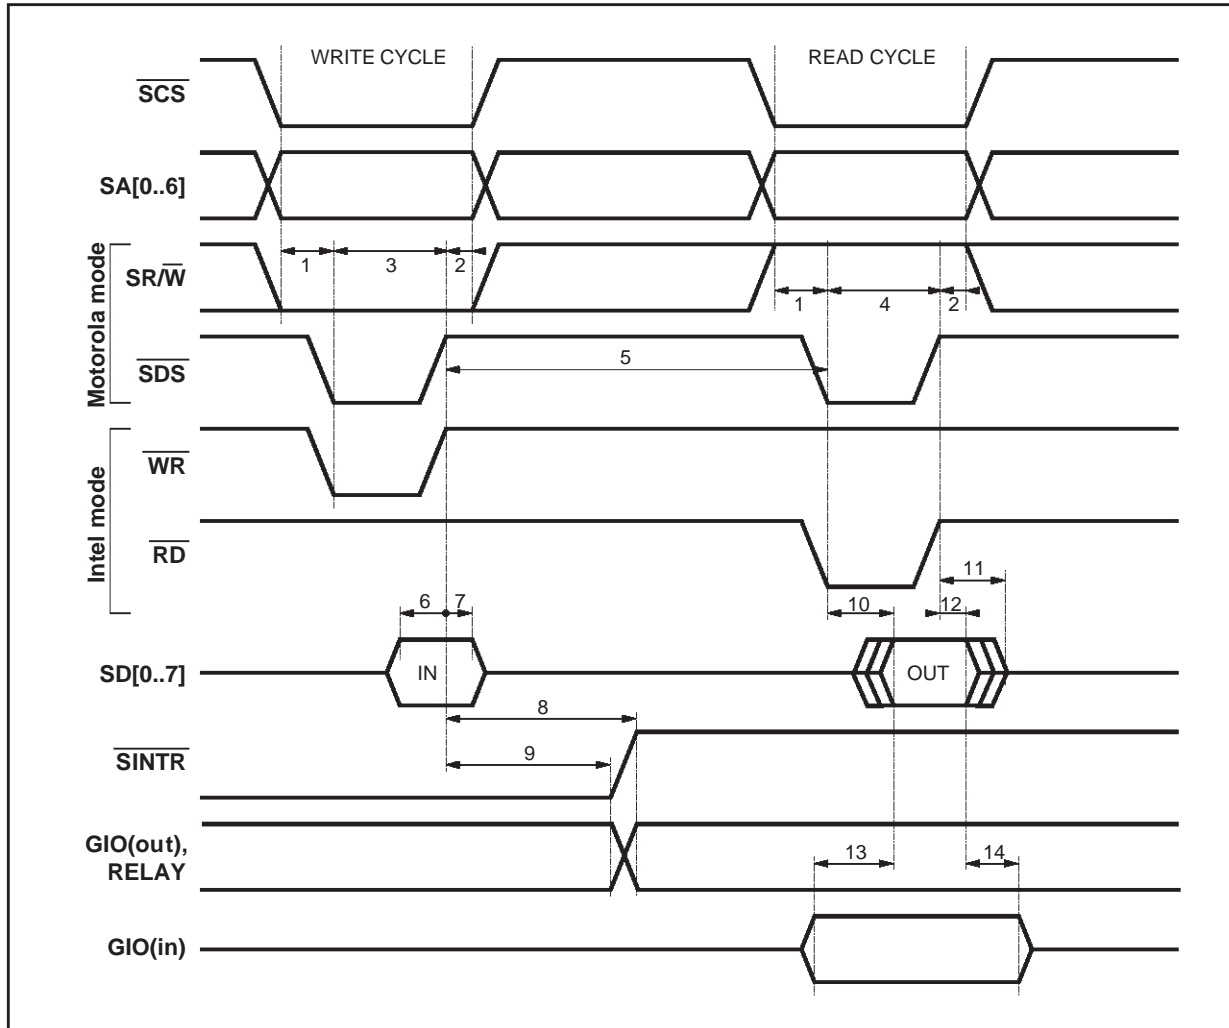 WRITE CYCLE READ CYCLE
SCS
SA[0..6]
1 3 2
SR/W
1 4 2
Motorola mode
5
SDS
WR
Intel mode
RD
11
6 7 10 12
SD[0..7] IN OUT
8
SINTR 9
GIO(out),
RELAY
13 14
GIO(in)